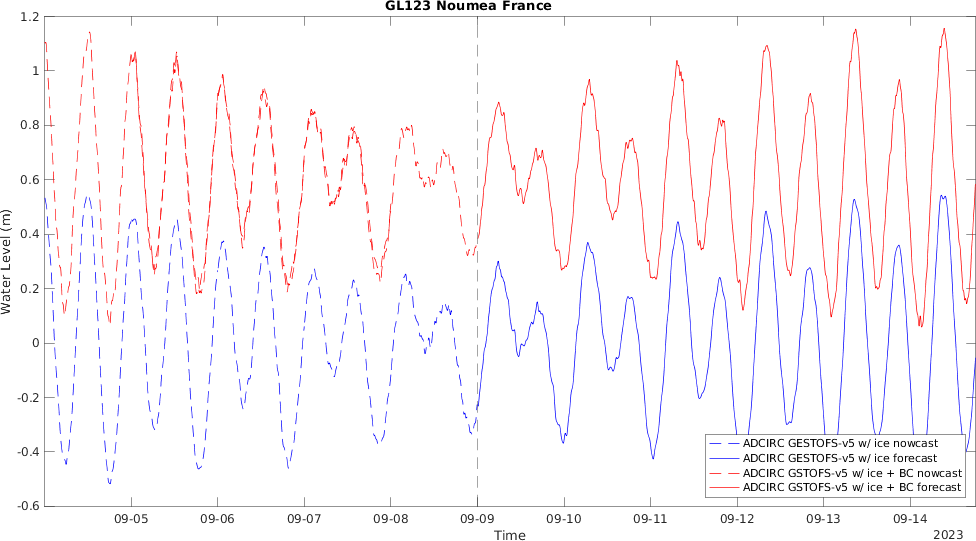 GL123 Noumea France
Water Level (m)
1.2
1
0.8
0.6
0.4
0.2
0
-0.2
-0.4
-0.6
ADCIRC GESTOFS-v5 w/ ice nowcast
ADCIRC GESTOFS-v5 w/ ice forecast
ADCIRC GSTOFS-v5 w/ ice + BC nowcast
ADCIRC GSTOFS-v5 w/ ice + BC forecast
09-05 09-06 09-07 09-08 09-09 09-10 09-11 09-12 09-13 09-14
Time
2023